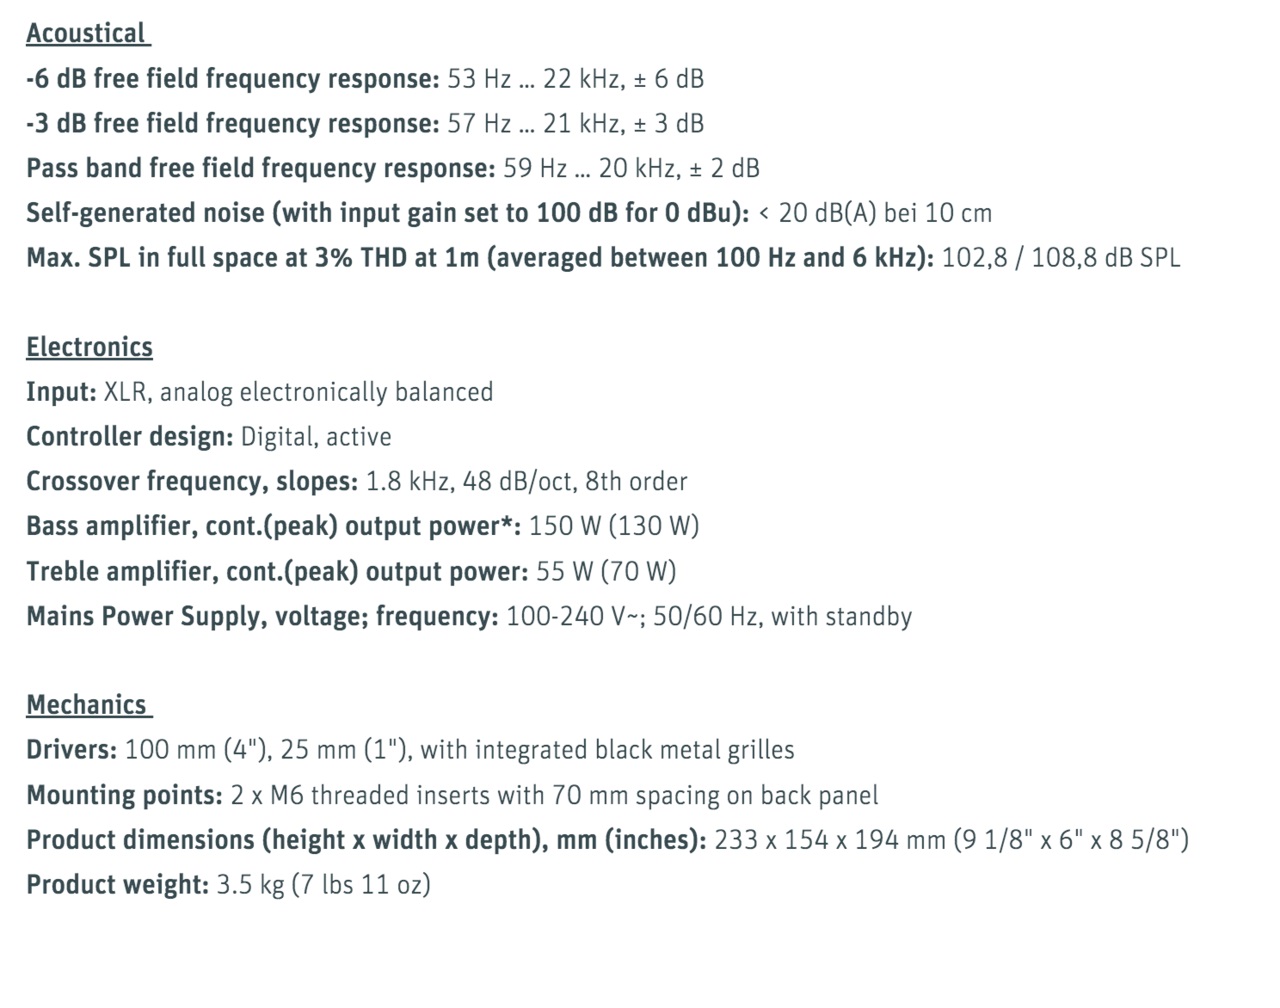 Acoustical
-6 dB free field frequency response: 53 Hz ... 22 kHz, ± 6 dB
-3 dB free field frequency response: 57 Hz ... 21 kHz, ± 3 dB
Pass band free field frequency response: 59 Hz ... 20 kHz, ± 2 dB
Self-generated noise (with input gain set to 100 dB for 0 dBu): < 20 dB(A) bei 10 cm
Max. SPL in full space at 3% THD at 1m (averaged between 100 Hz and 6 kHz): 102,8 / 108,8 dB SPL
Electronics
Input: XLR, analog electronically balanced
Controller design: Digital, active
Crossover frequency, slopes: 1.8 kHz, 48 dB/oct, 8th order
Bass amplifier, cont.(peak) output power*: 150 W (130 W)
Treble amplifier, cont.(peak) output power: 55 W (70 W)
Mains Power Supply, voltage; frequency: 100-240 V~; 50/60 Hz, with standby
Mechanics
Drivers: 100 mm (4"), 25 mm (1"), with integrated black metal grilles
Mounting points: 2 x M6 threaded inserts with 70 mm spacing on back panel
Product dimensions (height x width x depth), mm (inches): 233 x 154 x 194 mm (9 1/8" x 6" x 8 5/8")
Product weight: 3.5 kg (7 lbs 11 oz)